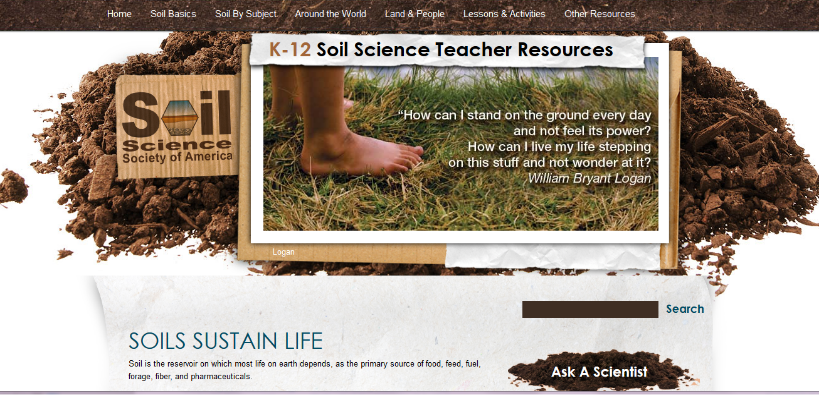 Home Soil Basics Soil By Subject Around the World Land & People Lessons & Activities Other Resources
K-12 Soil Science Teacher Resources
Soil
Science
Society of America
“How can I stand on the ground every day
and not feel its power?
How can I live my life stepping
on this stuff and not wonder at it?
William Bryant Logan
Logan
Search
SOILS SUSTAIN LIFE
Soil is the reservoir on which most life on earth depends, as the primary source of food, feed, fuel,
forage, fiber, and pharmaceuticals.
Ask A Scientist